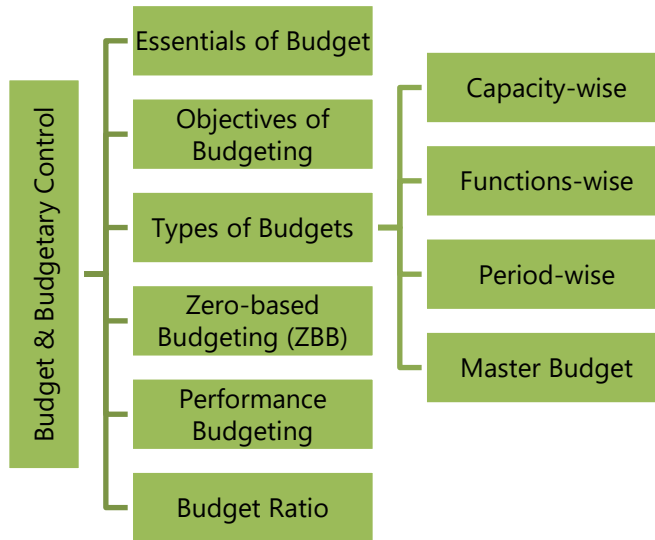 Budget & Budgetary Control
Essentials of Budget
Objectives of
Budgeting
Types of Budgets
Zero-based
Budgeting (ZBB)
Performance
Budgeting
Budget Ratio
Capacity-wise
Functions-wise
Period-wise
Master Budget